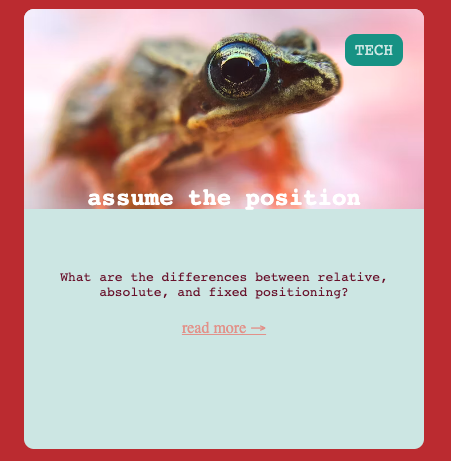 TECH
assume the position
What are the differences between relative,
absolute, and fixed positioning?
read more →